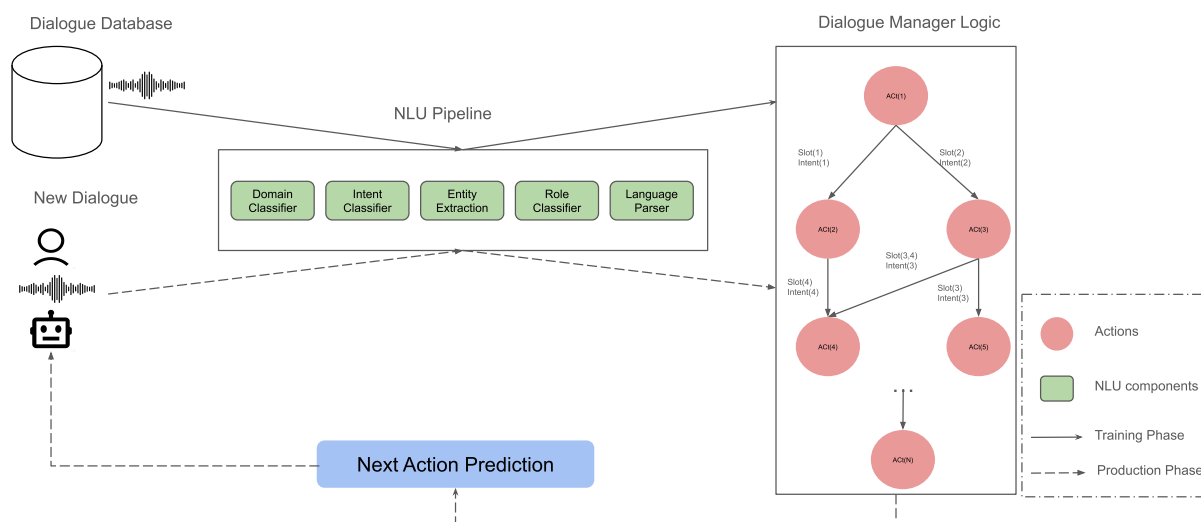 Dialogue Database
Dialogue Manager Logic
NLU Pipeline
Domain
Classifier
Intent
Classifier
Entity
Extraction
Role
Classifier
Language
Parser
New Dialogue
ACt(1)
Slot(1)
Intent(1)
Slot(2)
Intent(2)
ACt(2)
ACt(3)
Slot(3,4)
Intent(3)
Slot(4)
Intent(4)
Slot(3)
Intent(3)
ACt(4)
ACt(5)
...
ACt(N)
Actions
NLU components
Training Phase
Production Phase
Next Action Prediction